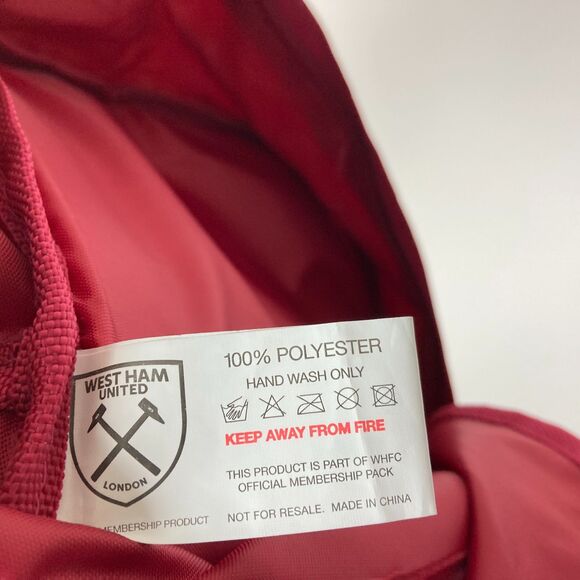 WEST HAM
UNITED
LONDON
100% POLYESTER
HAND WASH ONLY
KEEP AWAY FROM FIRE
THIS PRODUCT IS PART OF WHFC
OFFICIAL MEMBERSHIP PACK
MEMBERSHIP PRODUCT NOT FOR RESALE. MADE IN CHINA